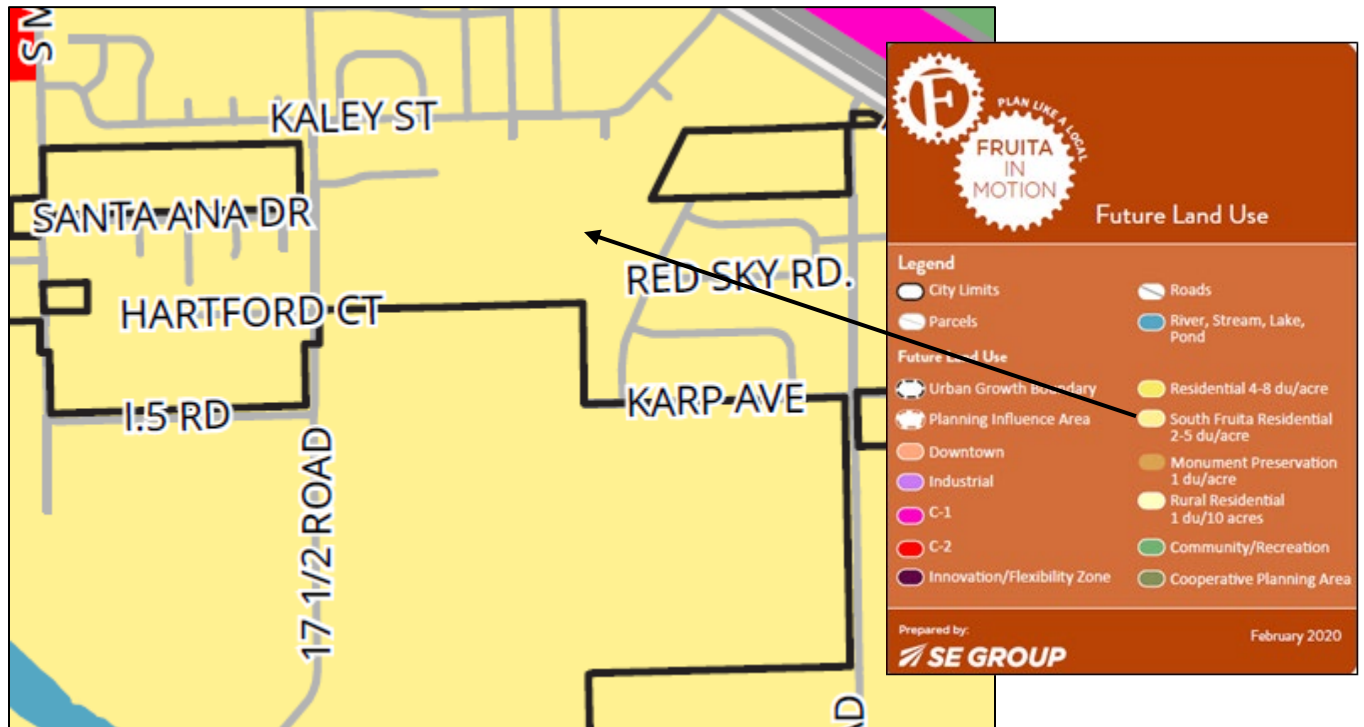 S M
KALEY ST
SANTA ANA DR
HARTFORD CT
RED SKY RD.
I.5 RD
KARP AVE
17 1/2 ROAD
AD
F
PLAN LIKE A LOCAL
FRUITA
IN
MOTION
Future Land Use
Legend
City Limits
Parcels
Roads
River, Stream, Lake,
Pond
Future Land Use
Urban Growth Boundary
Planning Influence Area
Downtown
Industrial
C-1
C-2
Innovation/Flexibility Zone
Residential 4-8 du/acre
South Fruita Residential
2-5 du/acre
Monument Preservation
1 du/acre
Rural Residential
1 du/10 acres
Community/Recreation
Cooperative Planning Area
Prepared by:
SE GROUP
February 2020